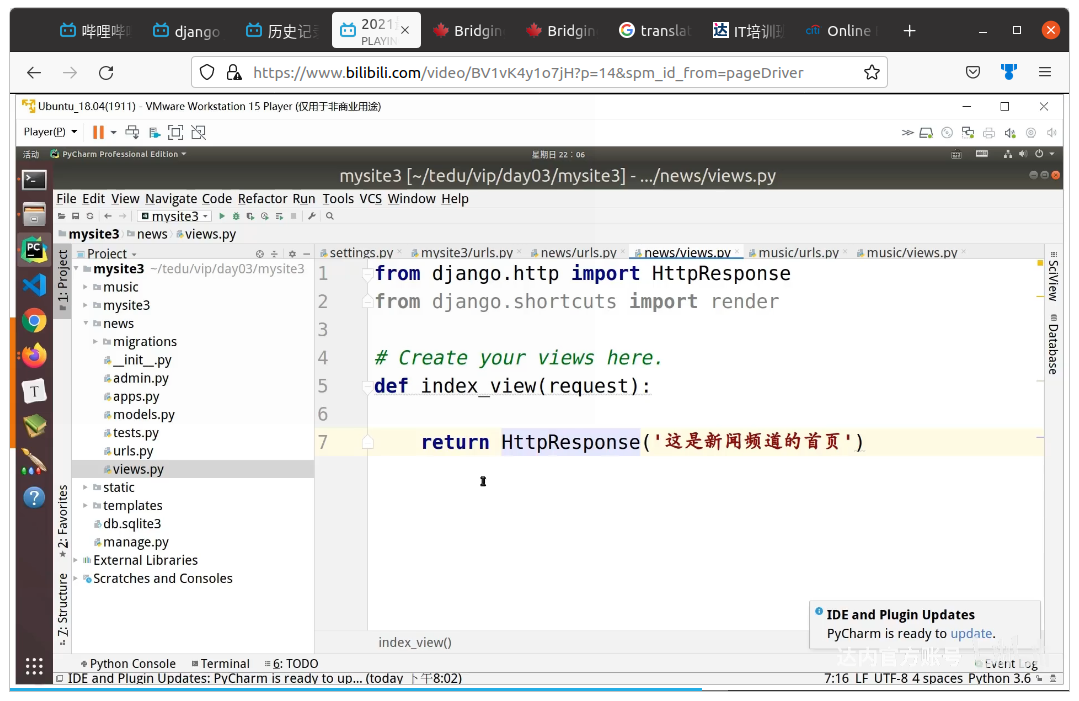 哔哩哔哩
django
历史记录
2021
PLAYIN
Bridgin
Bridgin
translat
IT培训班
Online
https://www.bilibili.com/video/BV1vK4y1o7jH?p=14&spm_id_from=pageDriver
Ubuntu_18.04(1911) - VMware Workstation 15 Player (仅用于非商业用途)
Player(P)
活动
PyCharm Professional Edition
星期日 22：06
mysite3 [~/tedu/vip/day03/mysite3] - .../news/views.py
File Edit View Navigate Code Refactor Run Tools VCS Window Help
mysite3
mysite3 news views.py
Project
settings.py mysite3/urls.py news/urls.py news/views.py music/urls.py music/views.py
1: Project
mysite3 ~/tedu/vip/day03/mysite3
music
mysite3
news
migrations
__init__.py
admin.py
apps.py
models.py
tests.py
urls.py
views.py
static
templates
db.sqlite3
manage.py
External Libraries
Scratches and Consoles
2: Favorites
Z: Structure
1 from django.http import HttpResponse
2 from django.shortcuts import render
3
4 # Create your views here.
5 def index_view(request):
6
7 return HttpResponse('这是新闻频道的首页')
SciView
Database
IDE and Plugin Updates
PyCharm is ready to update.
index_view()
达内官方账号
Python Console Terminal 6: TODO
Event Log
IDE and Plugin Updates: PyCharm is ready to up... (today 下午8:02)
7:16 LF UTF-8 4 spaces Python 3.6